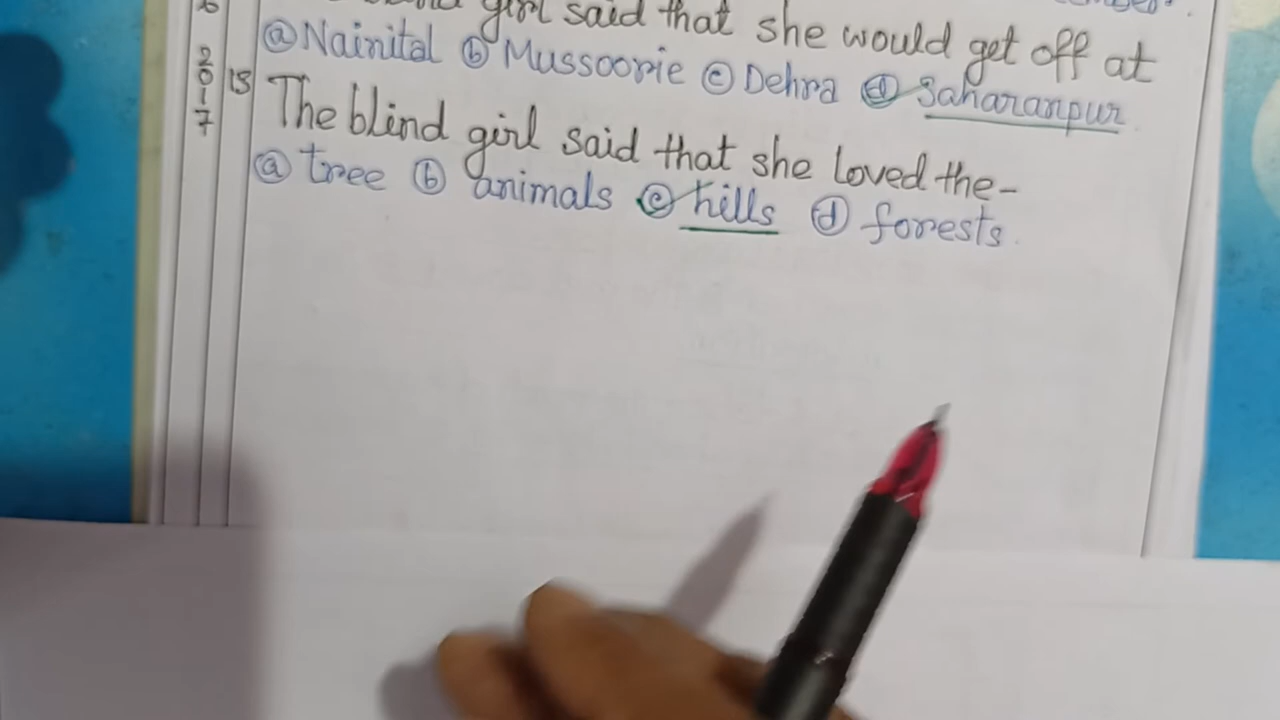 girl said that she would get off at
ⓐ Nainital ⓑ Mussoorie ⓒ Dehra ⓓ Saharanpur
2017 15 The blind girl said that she loved the-
ⓐ tree ⓑ animals ⓒ hills ⓓ forests.